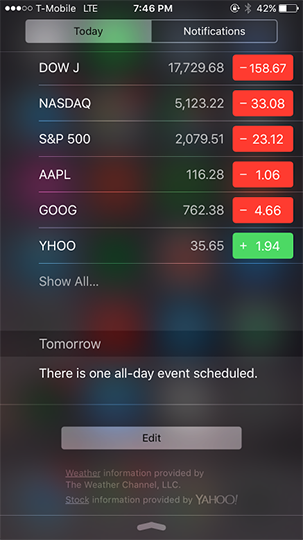 T-Mobile LTE 7:46 PM 42%
Today Notifications
DOW J 17,729.68 − 158.67
NASDAQ 5,123.22 − 33.08
S&P 500 2,079.51 − 23.12
AAPL 116.28 − 1.06
GOOG 762.38 − 4.66
YHOO 35.65 + 1.94
Show All...
Tomorrow
There is one all-day event scheduled.
Edit
Weather information provided by
The Weather Channel, LLC.
Stock information provided by YAHOO!